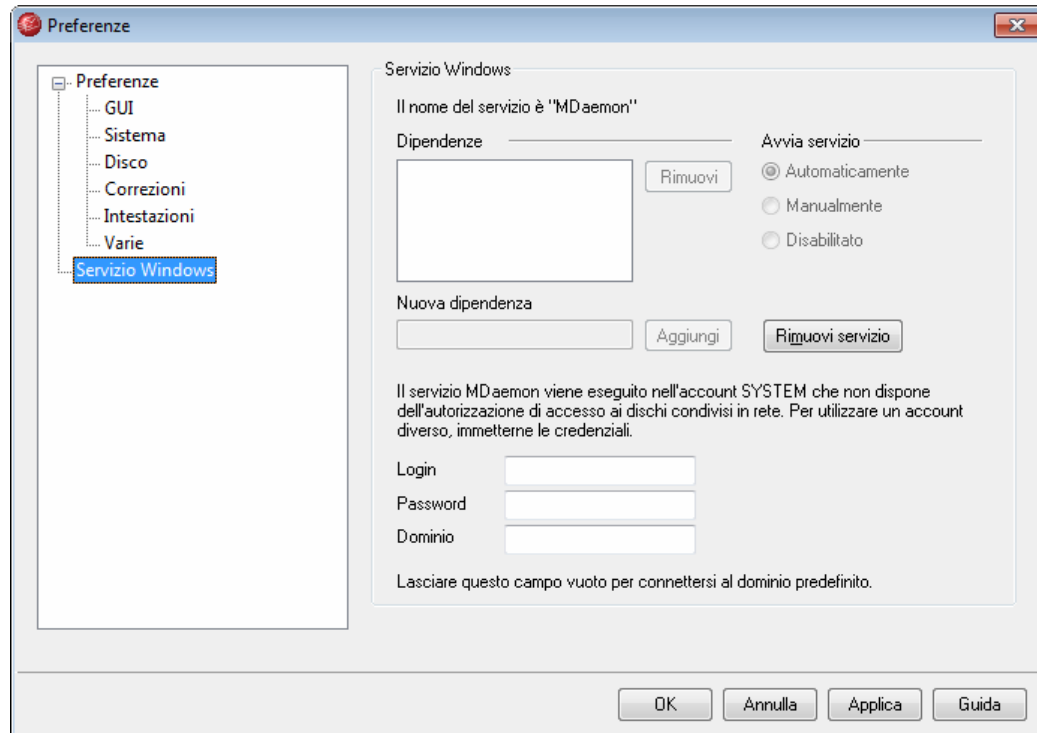 Preferenze
Preferenze
GUI
Sistema
Disco
Correzioni
Intestazioni
Varie
Servizio Windows
Servizio Windows
Il nome del servizio è "MDaemon"
Dipendenze
Rimuovi
Avvia servizio
Automaticamente
Manualmente
Disabilitato
Nuova dipendenza
Aggiungi
Rimuovi servizio
Il servizio MDaemon viene eseguito nell'account SYSTEM che non dispone
dell'autorizzazione di accesso ai dischi condivisi in rete. Per utilizzare un account
diverso, immetterne le credenziali.
Login
Password
Dominio
Lasciare questo campo vuoto per connettersi al dominio predefinito.
OK
Annulla
Applica
Guida